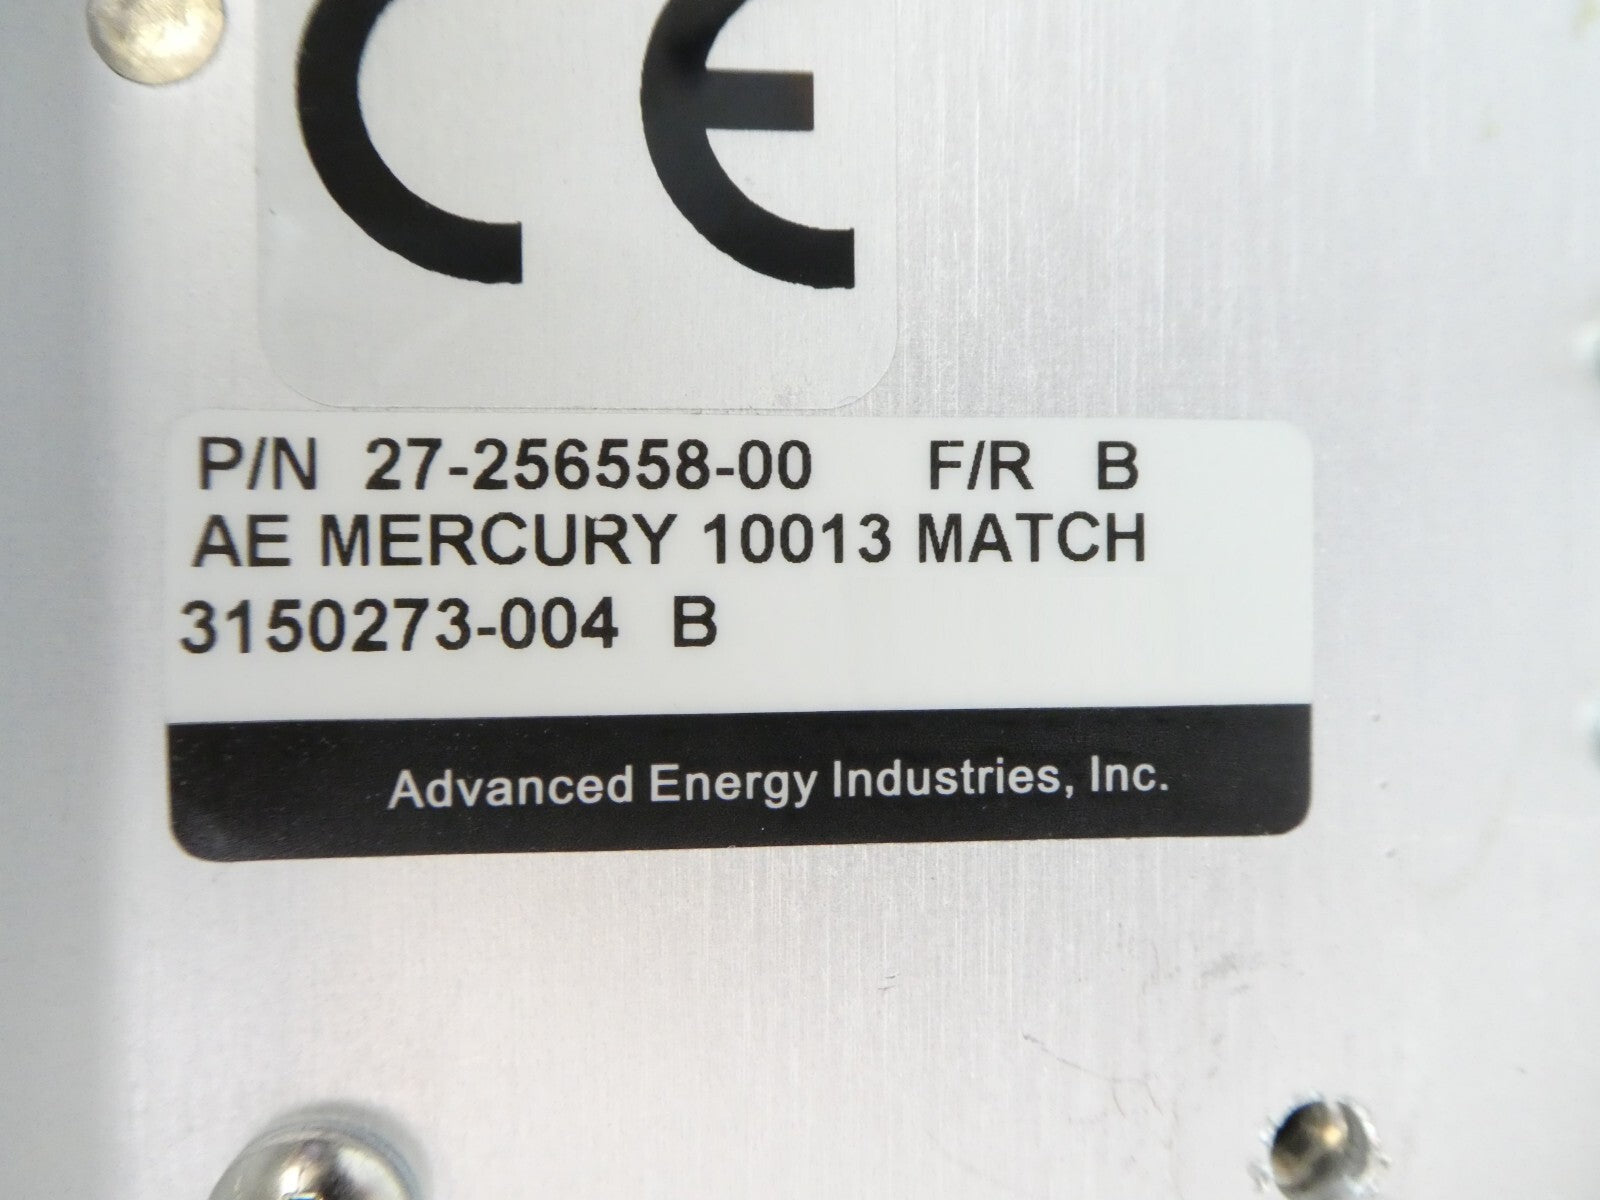 CE
P/N 27-256558-00 F/R B
AE MERCURY 10013 MATCH
3150273-004 B
Advanced Energy Industries, Inc.